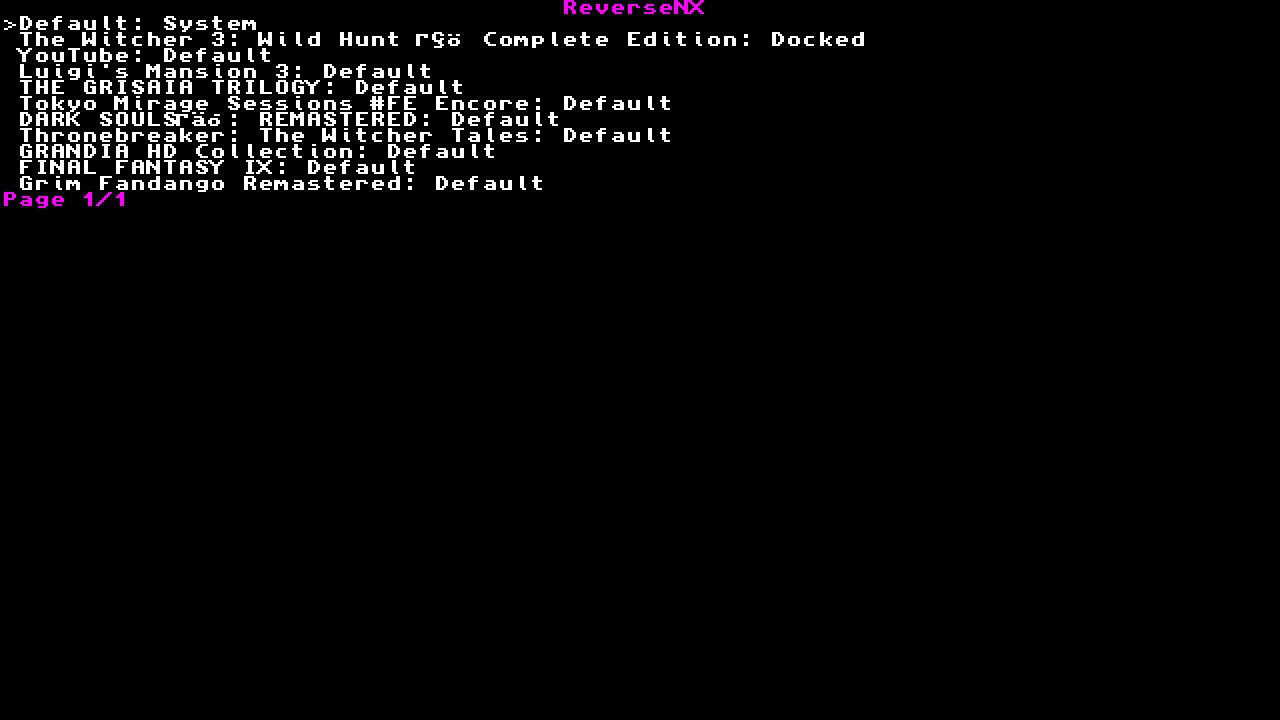 ReverseNX
>Default: System
The Witcher 3: Wild Hunt Γçö Complete Edition: Docked
YouTube: Default
Luigi's Mansion 3: Default
THE GRISAIA TRILOGY: Default
Tokyo Mirage Sessions #FE Encore: Default
DARK SOULSΓäó: REMASTERED: Default
Thronebreaker: The Witcher Tales: Default
GRANDIA HD Collection: Default
FINAL FANTASY IX: Default
Grim Fandango Remastered: Default
Page 1/1